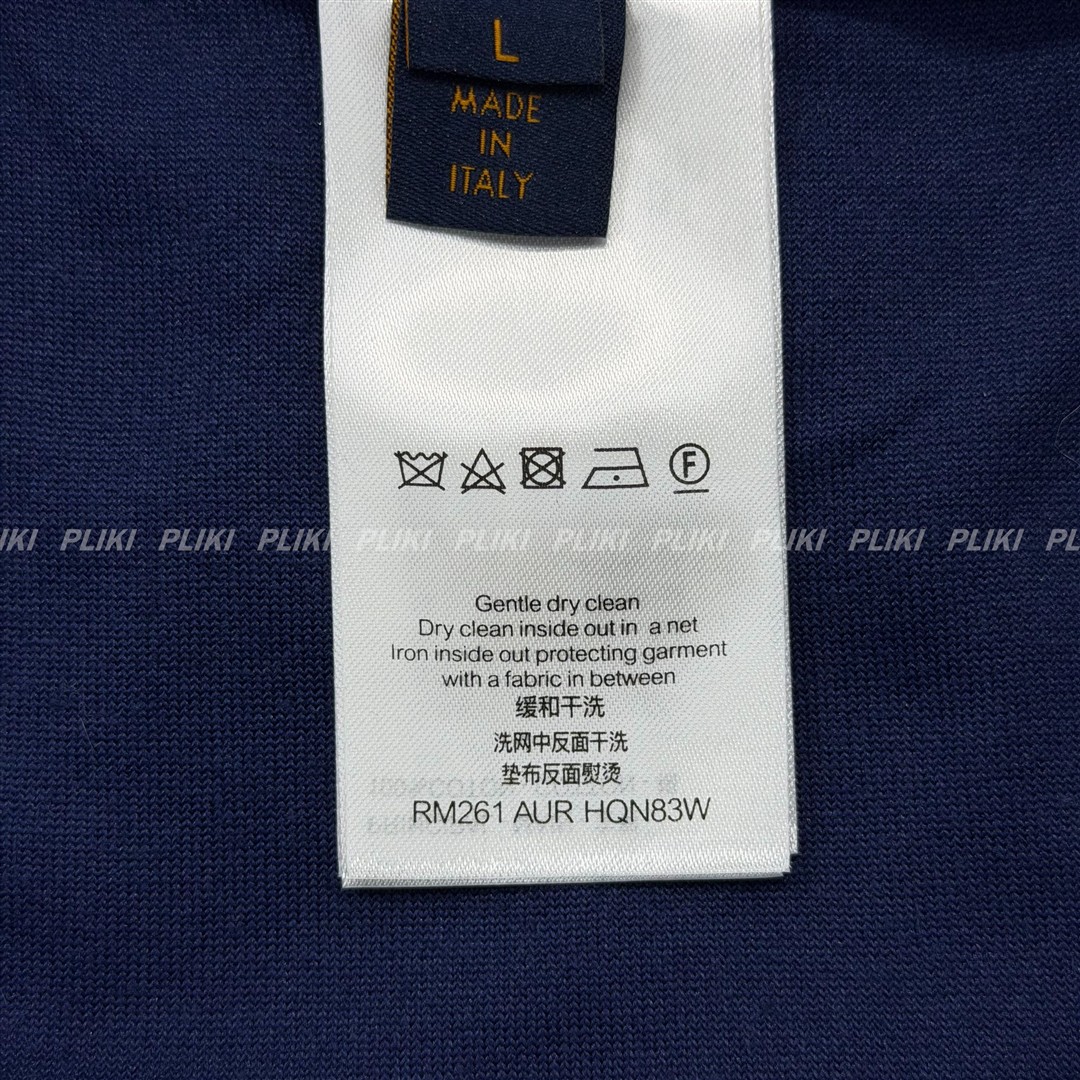 L
MADE
IN
ITALY
F
PLIKI PLIKI PLIKI PLIKI PLIKI PLIKI PLIKI PLIKI PLIKI PLIKI
Gentle dry clean
Dry clean inside out in a net
Iron inside out protecting garment
with a fabric in between
缓和干洗
洗网中反面干洗
垫布反面熨烫
RM261 AUR HQN83W